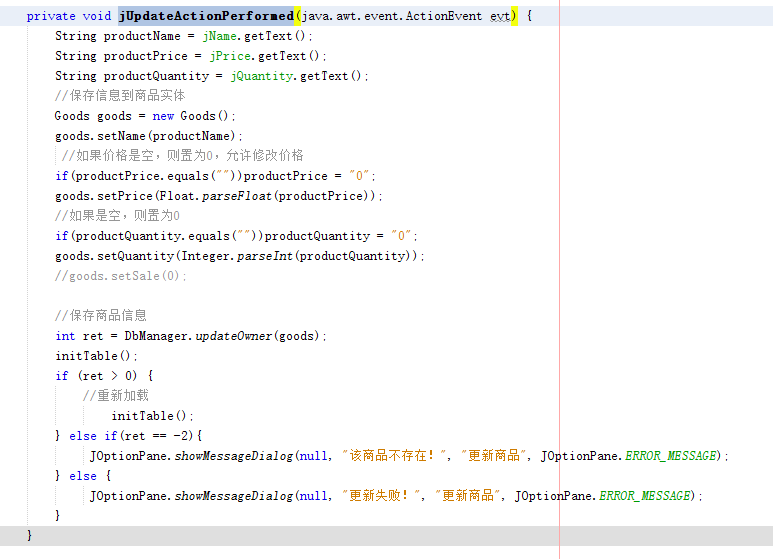 private void jUpdateActionPerformed(java.awt.event.ActionEvent evt) {
String productName = jName.getText();
String productPrice = jPrice.getText();
String productQuantity = jQuantity.getText();
//保存信息到商品实体
Goods goods = new Goods();
goods.setName(productName);
//如果价格是空，则置为0，允许修改价格
if(productPrice.equals(""))productPrice = "0";
goods.setPrice(Float.parseFloat(productPrice));
//如果是空，则置为0
if(productQuantity.equals(""))productQuantity = "0";
goods.setQuantity(Integer.parseInt(productQuantity));
//goods.setSale(0);
//保存商品信息
int ret = DbManager.updateOwner(goods);
initTable();
if (ret > 0) {
//重新加载
initTable();
} else if(ret == -2){
JOptionPane.showMessageDialog(null, "该商品不存在！", "更新商品", JOptionPane.ERROR_MESSAGE);
} else {
JOptionPane.showMessageDialog(null, "更新失败！", "更新商品", JOptionPane.ERROR_MESSAGE);
}
}